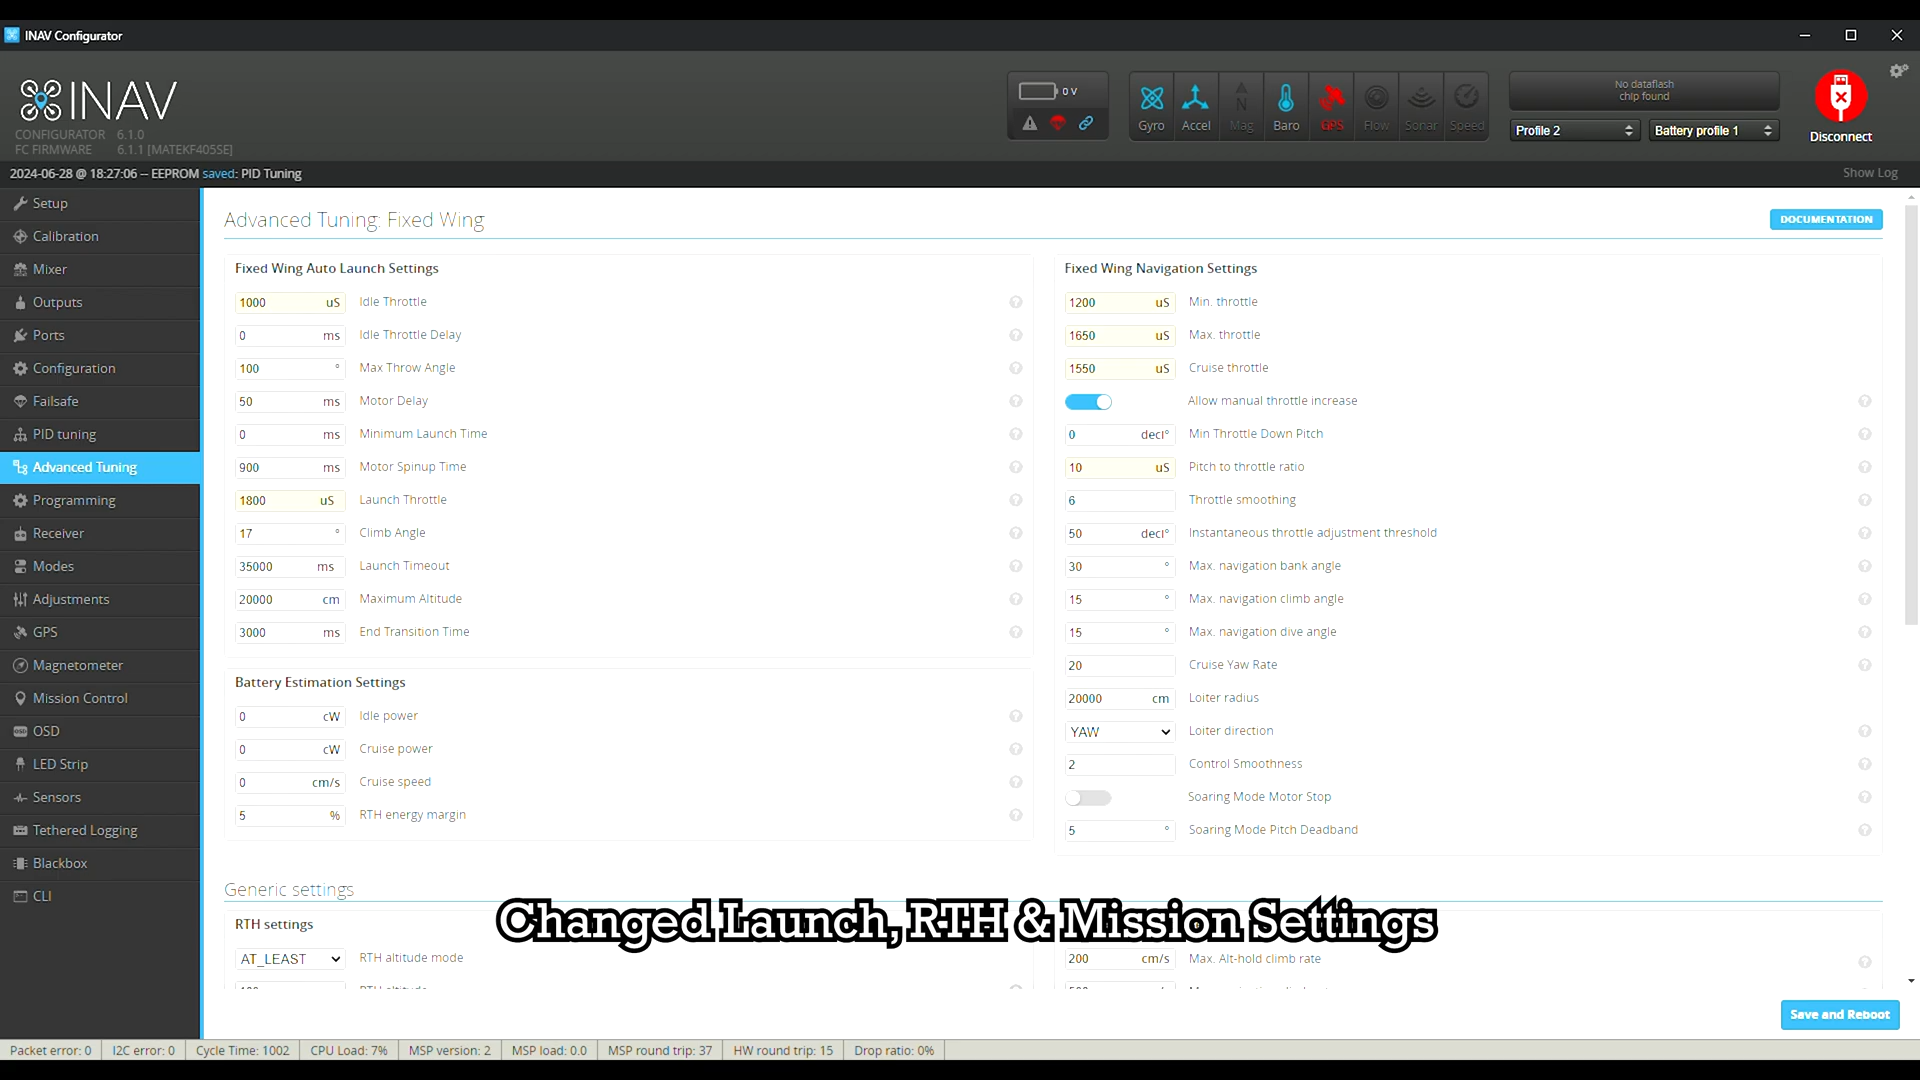 INAV Configurator
INAV
CONFIGURATOR 6.1.0
FC FIRMWARE 6.1.1 [MATEKF405SE]
0 V
Gyro
Accel
Mag
Baro
GPS
Flow
Sonar
Speed
No dataflash
chip found
Profile 2
Battery profile 1
Disconnect
2024-06-28 @ 18:27:06 -- EEPROM saved: PID Tuning
Show Log
Setup
Calibration
Mixer
Outputs
Ports
Configuration
Failsafe
PID tuning
Advanced Tuning
Programming
Receiver
Modes
Adjustments
GPS
Magnetometer
Mission Control
OSD
LED Strip
Sensors
Tethered Logging
Blackbox
CLI
Advanced Tuning: Fixed Wing
DOCUMENTATION
Fixed Wing Auto Launch Settings
1000 uS Idle Throttle
0 ms Idle Throttle Delay
100 ° Max Throw Angle
50 ms Motor Delay
0 ms Minimum Launch Time
900 ms Motor Spinup Time
1800 uS Launch Throttle
17 ° Climb Angle
35000 ms Launch Timeout
20000 cm Maximum Altitude
3000 ms End Transition Time
Battery Estimation Settings
0 cW Idle power
0 cW Cruise power
0 cm/s Cruise speed
5 % RTH energy margin
Fixed Wing Navigation Settings
1200 uS Min. throttle
1650 uS Max. throttle
1550 uS Cruise throttle
Allow manual throttle increase
0 deci° Min Throttle Down Pitch
10 uS Pitch to throttle ratio
6 Throttle smoothing
50 deci° Instantaneous throttle adjustment threshold
30 ° Max. navigation bank angle
15 ° Max. navigation climb angle
15 ° Max. navigation dive angle
20 Cruise Yaw Rate
20000 cm Loiter radius
YAW Loiter direction
2 Control Smoothness
Soaring Mode Motor Stop
5 ° Soaring Mode Pitch Deadband
Generic settings
RTH settings
AT_LEAST RTH altitude mode
RTH altitude
200 cm/s Max. Alt-hold climb rate
Changed Launch, RTH & Mission Settings
Save and Reboot
Packet error: 0
I2C error: 0
Cycle Time: 1002
CPU Load: 7%
MSP version: 2
MSP load: 0.0
MSP round trip: 37
HW round trip: 15
Drop ratio: 0%